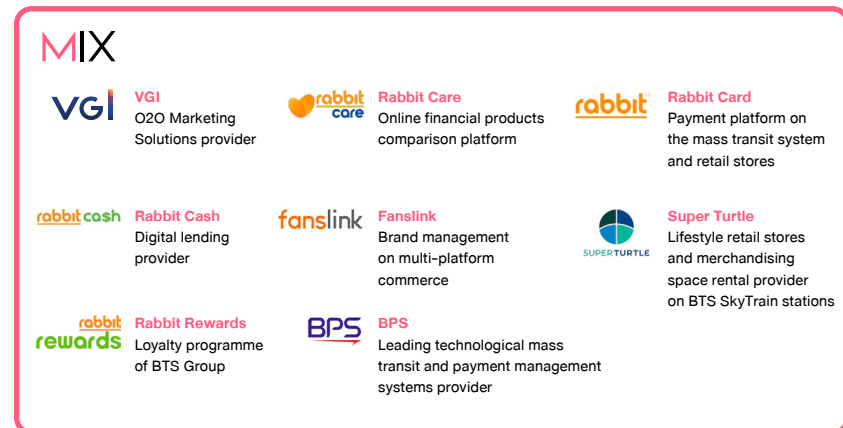 MIX
VGI
VGI
O2O Marketing
Solutions provider
rabbit
care
Rabbit Care
Online financial products
comparison platform
rabbit
Rabbit Card
Payment platform on
the mass transit system
and retail stores
rabbit ca$h
Rabbit Cash
Digital lending
provider
fanslink
Fanslink
Brand management
on multi-platform
commerce
SUPERTURTLE
Super Turtle
Lifestyle retail stores
and merchandising
space rental provider
on BTS SkyTrain stations
rabbit
rewards
Rabbit Rewards
Loyalty programme
of BTS Group
BPS
BPS
Leading technological mass
transit and payment management
systems provider